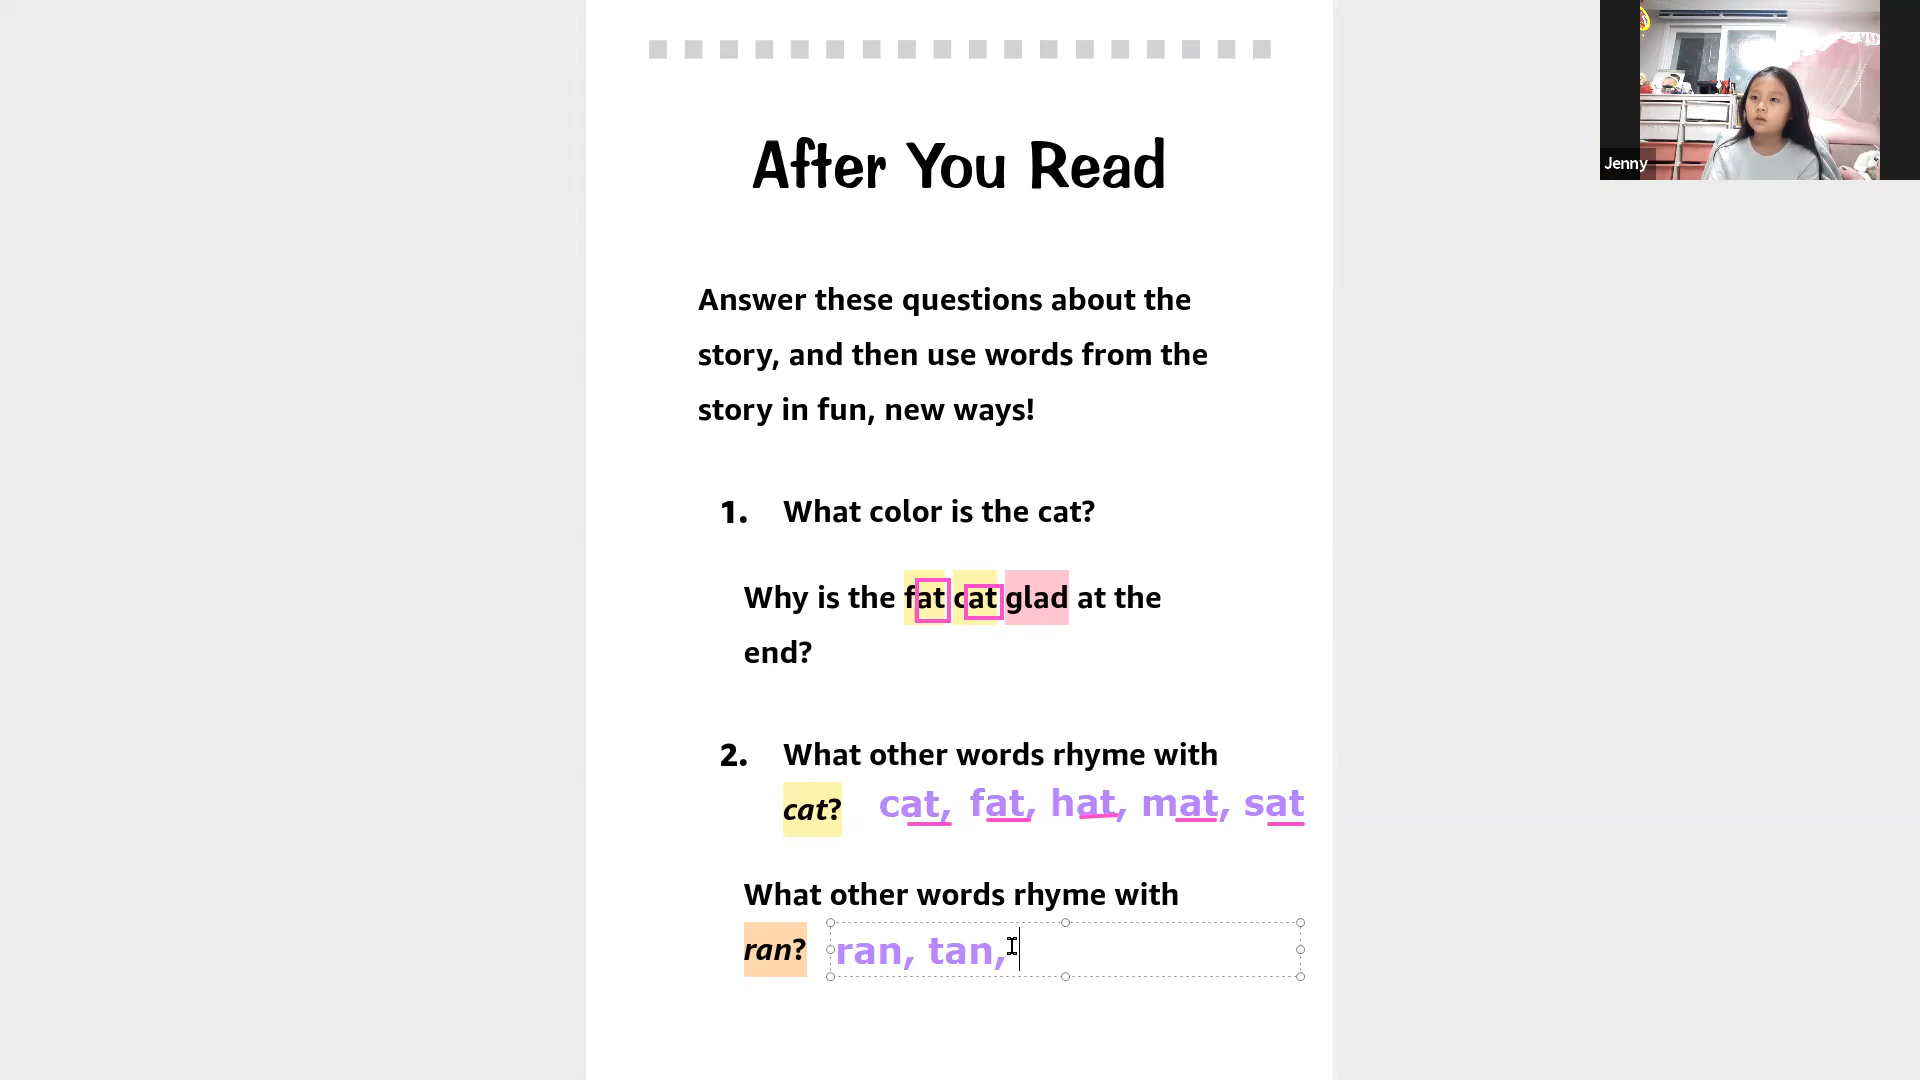 After You Read
Jenny
Answer these questions about the
story, and then use words from the
story in fun, new ways!
1. What color is the cat?
Why is the fat cat glad at the
end?
2. What other words rhyme with
cat? cat, fat, hat, mat, sat
What other words rhyme with
ran? ran, tan,